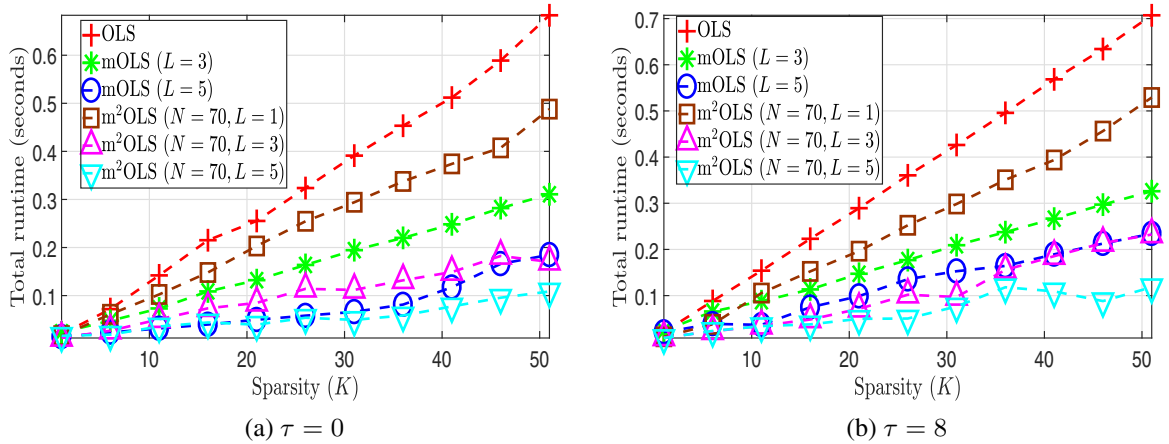 Total runtime (seconds)
0.6
0.5
0.4
0.3
0.2
0.1
OLS
mOLS (L = 3)
mOLS (L = 5)
m²OLS (N = 70, L = 1)
m²OLS (N = 70, L = 3)
m²OLS (N = 70, L = 5)
10 20 30 40 50
Sparsity (K)
(a) τ = 0
Total runtime (seconds)
0.7
0.6
0.5
0.4
0.3
0.2
0.1
OLS
mOLS (L = 3)
mOLS (L = 5)
m²OLS (N = 70, L = 1)
m²OLS (N = 70, L = 3)
m²OLS (N = 70, L = 5)
10 20 30 40 50
Sparsity (K)
(b) τ = 8